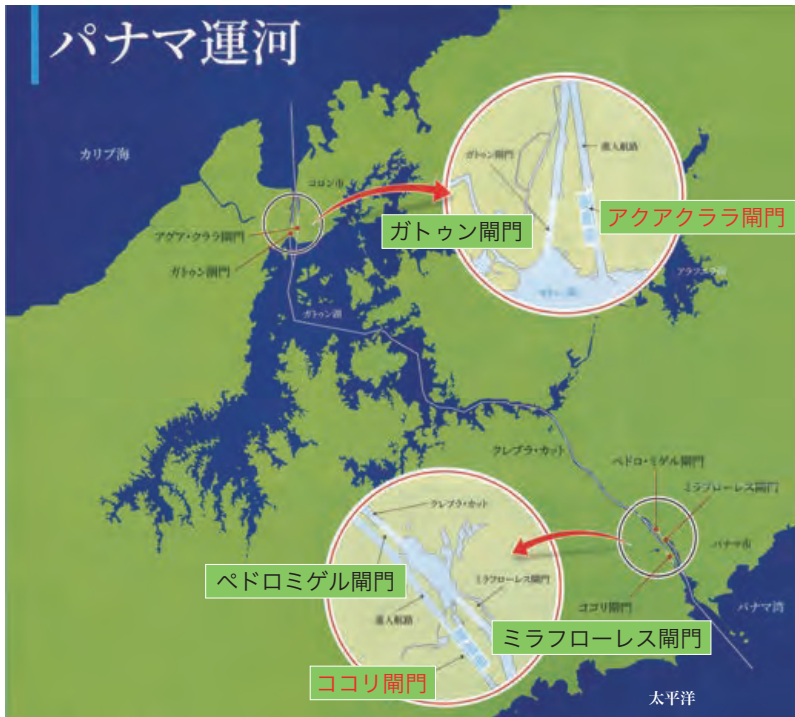 パナマ運河
カリブ海
コロン市
ガトゥン閘門
進入航路
アクアクララ閘門
ガトゥン閘門
アグア・クララ閘門
ガトゥン閘門
ガトゥン湖
クレブラ・カット
ペドロ・ミゲル閘門
ミラフローレス閘門
パナマ市
ココリ閘門
パナマ湾
クレブラ・カット
ペドロミゲル閘門
ミラフローレス閘門
進入航路
ミラフローレス閘門
ココリ閘門
太平洋